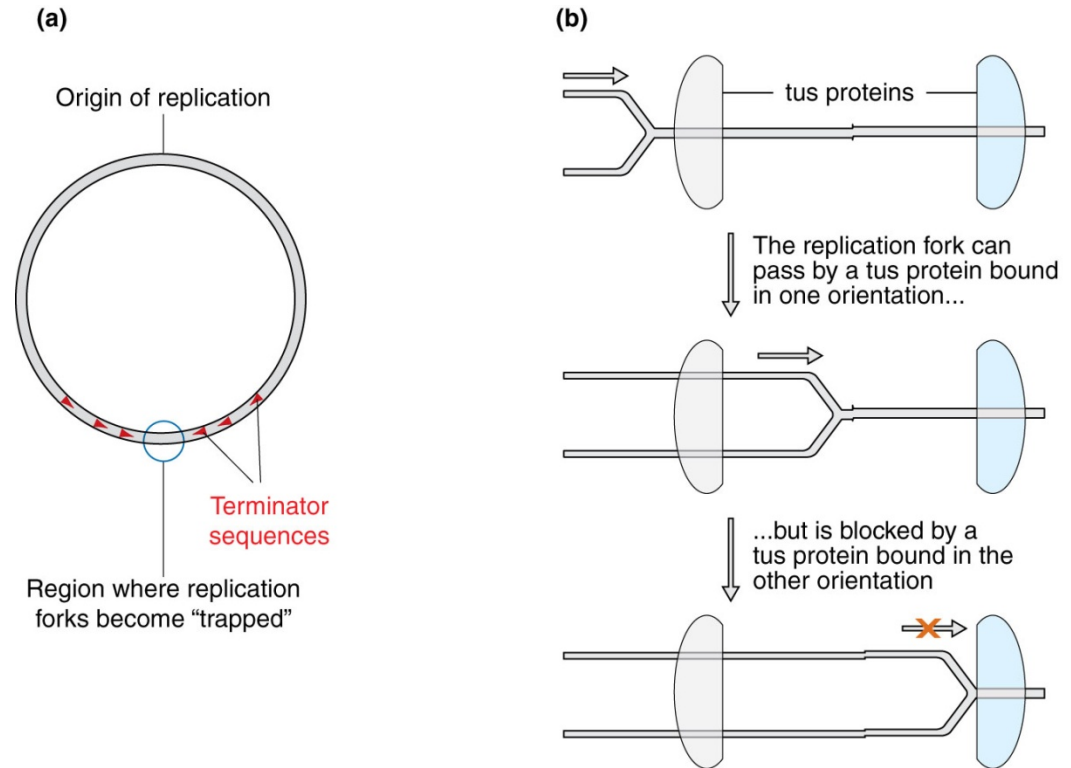 (a)
Origin of replication
Terminator
sequences
Region where replication
forks become “trapped”
(b)
tus proteins
The replication fork can
pass by a tus protein bound
in one orientation...
...but is blocked by a
tus protein bound in the
other orientation